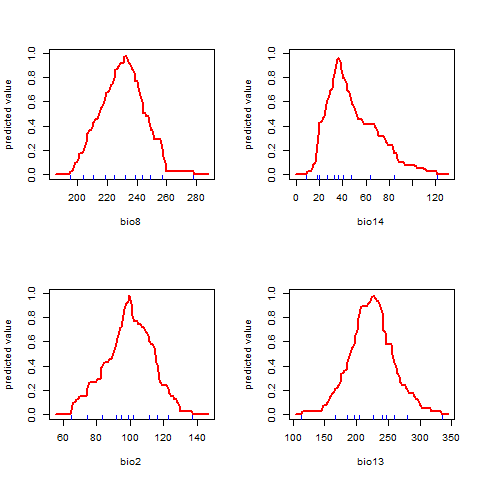 predicted value
0.0 0.2 0.4 0.6 0.8 1.0
200 220 240 260 280
bio8
predicted value
0.0 0.2 0.4 0.6 0.8 1.0
0 20 40 60 80 120
bio14
predicted value
0.0 0.2 0.4 0.6 0.8 1.0
60 80 100 120 140
bio2
predicted value
0.0 0.2 0.4 0.6 0.8 1.0
100 150 200 250 300 350
bio13